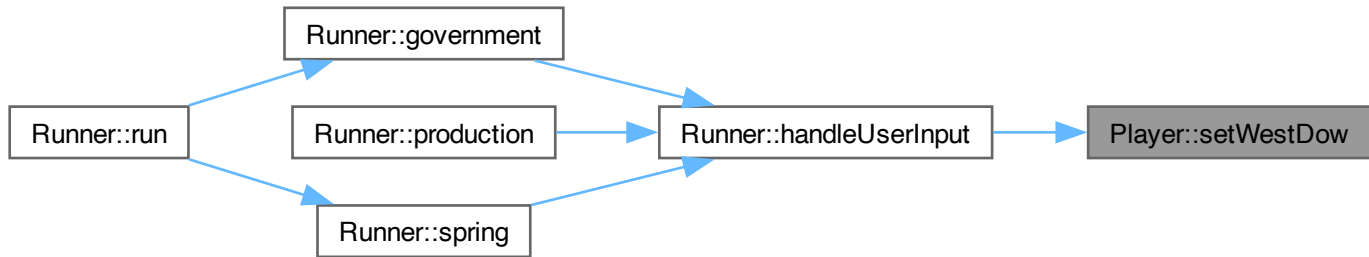 Runner::run
Runner::government
Runner::production
Runner::spring
Runner::handleUserInput
Player::setWestDow